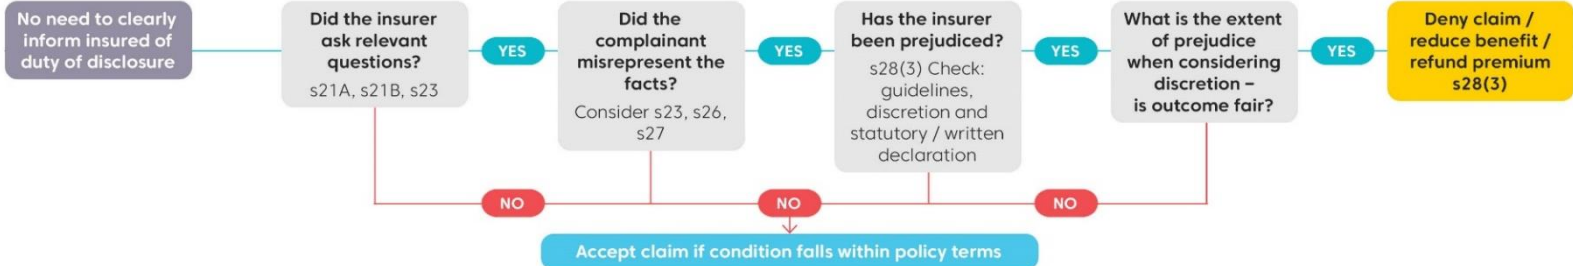 No need to clearly
inform insured of
duty of disclosure
Did the insurer
ask relevant
questions?
s21A, s21B, s23
YES
Did the
complainant
misrepresent the
facts?
Consider s23, s26,
s27
YES
Has the insurer
been prejudiced?
s28(3) Check:
guidelines,
discretion and
statutory / written
declaration
YES
What is the extent
of prejudice
when considering
discretion –
is outcome fair?
YES
Deny claim /
reduce benefit /
refund premium
s28(3)
NO
NO
NO
Accept claim if condition falls within policy terms